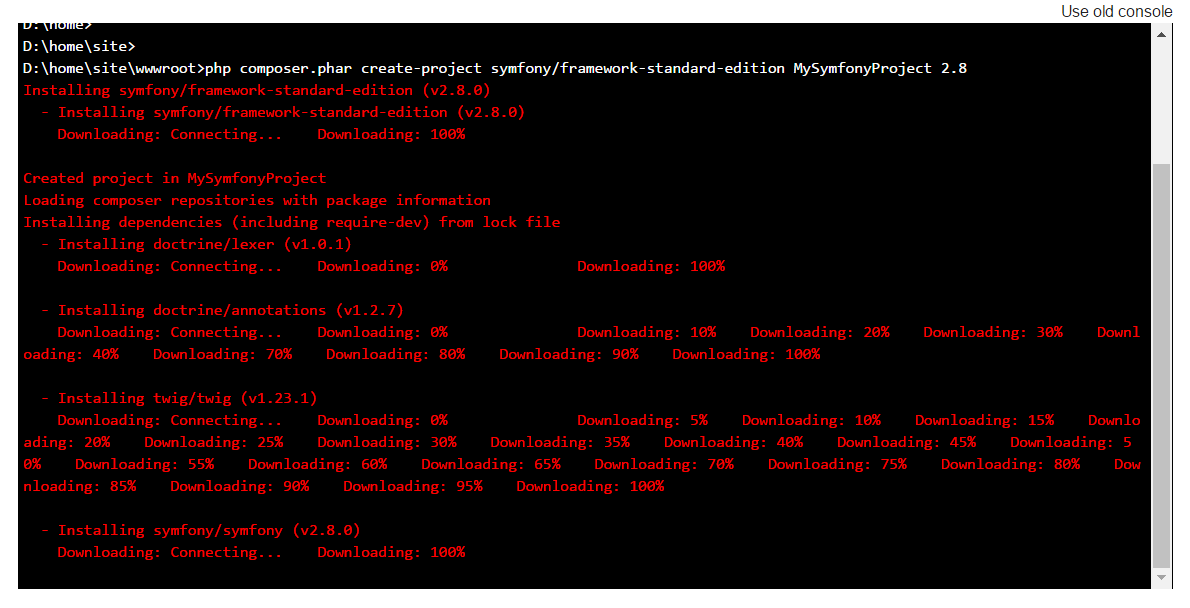 Use old console
D:\home>
D:\home\site>
D:\home\site\wwwroot>php composer.phar create-project symfony/framework-standard-edition MySymfonyProject 2.8
Installing symfony/framework-standard-edition (v2.8.0)
  - Installing symfony/framework-standard-edition (v2.8.0)
    Downloading: Connecting...    Downloading: 100%
Created project in MySymfonyProject
Loading composer repositories with package information
Installing dependencies (including require-dev) from lock file
  - Installing doctrine/lexer (v1.0.1)
    Downloading: Connecting...    Downloading: 0%               Downloading: 100%
  - Installing doctrine/annotations (v1.2.7)
    Downloading: Connecting...    Downloading: 0%               Downloading: 10%    Downloading: 20%    Downloading: 30%    Downl
oading: 40%    Downloading: 70%    Downloading: 80%    Downloading: 90%    Downloading: 100%
  - Installing twig/twig (v1.23.1)
    Downloading: Connecting...    Downloading: 0%               Downloading: 5%    Downloading: 10%    Downloading: 15%    Downlo
ading: 20%    Downloading: 25%    Downloading: 30%    Downloading: 35%    Downloading: 40%    Downloading: 45%    Downloading: 5
0%    Downloading: 55%    Downloading: 60%    Downloading: 65%    Downloading: 70%    Downloading: 75%    Downloading: 80%    Dow
nloading: 85%    Downloading: 90%    Downloading: 95%    Downloading: 100%
  - Installing symfony/symfony (v2.8.0)
    Downloading: Connecting...    Downloading: 100%